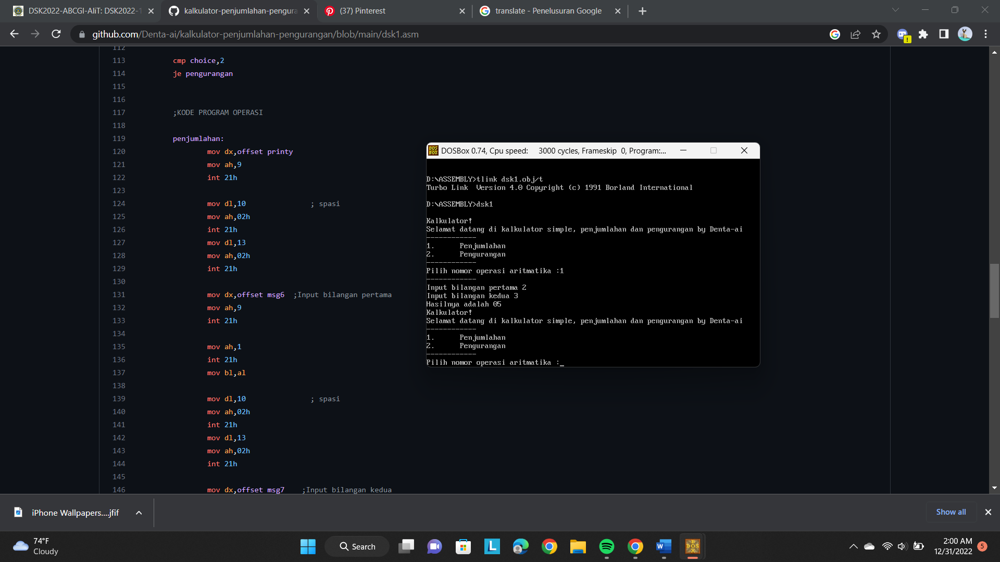 DSK2022-ABCGI-AliT: DSK2022-1
kalkulator-penjumlahan-pengura
(37) Pinterest
translate - Penelusuran Google
github.com/Denta-ai/kalkulator-penjumlahan-pengurangan/blob/main/dsk1.asm
112
113 cmp choice,2
114 je pengurangan
115
116
117 ;KODE PROGRAM OPERASI
118
119 penjumlahan:
120 mov dx,offset printy
121 mov ah,9
122 int 21h
123
124 mov dl,10 ; spasi
125 mov ah,02h
126 int 21h
127 mov dl,13
128 mov ah,02h
129 int 21h
130
131 mov dx,offset msg6 ;Input bilangan pertama
132 mov ah,9
133 int 21h
134
135 mov ah,1
136 int 21h
137 mov bl,al
138
139 mov dl,10 ; spasi
140 mov ah,02h
141 int 21h
142 mov dl,13
143 mov ah,02h
144 int 21h
145
146 mov dx,offset msg7 ;Input bilangan kedua
DOSBox 0.74, Cpu speed: 3000 cycles, Frameskip 0, Program:...
D:\ASSEMBLY>tlink dsk1.obj/t
Turbo Link Version 4.0 Copyright (c) 1991 Borland International
D:\ASSEMBLY>dsk1
Kalkulator!
Selamat datang di kalkulator simple, penjumlahan dan pengurangan by Denta-ai
------------
1. Penjumlahan
2. Pengurangan
------------
Pilih nomor operasi aritmatika :1
------------
Input bilangan pertama 2
Input bilangan kedua 3
Hasilnya adalah 05
Kalkulator!
Selamat datang di kalkulator simple, penjumlahan dan pengurangan by Denta-ai
------------
1. Penjumlahan
2. Pengurangan
------------
Pilih nomor operasi aritmatika :_
iPhone Wallpapers....jfif
Show all
74°F
Cloudy
Search
2:00 AM
12/31/2022
5